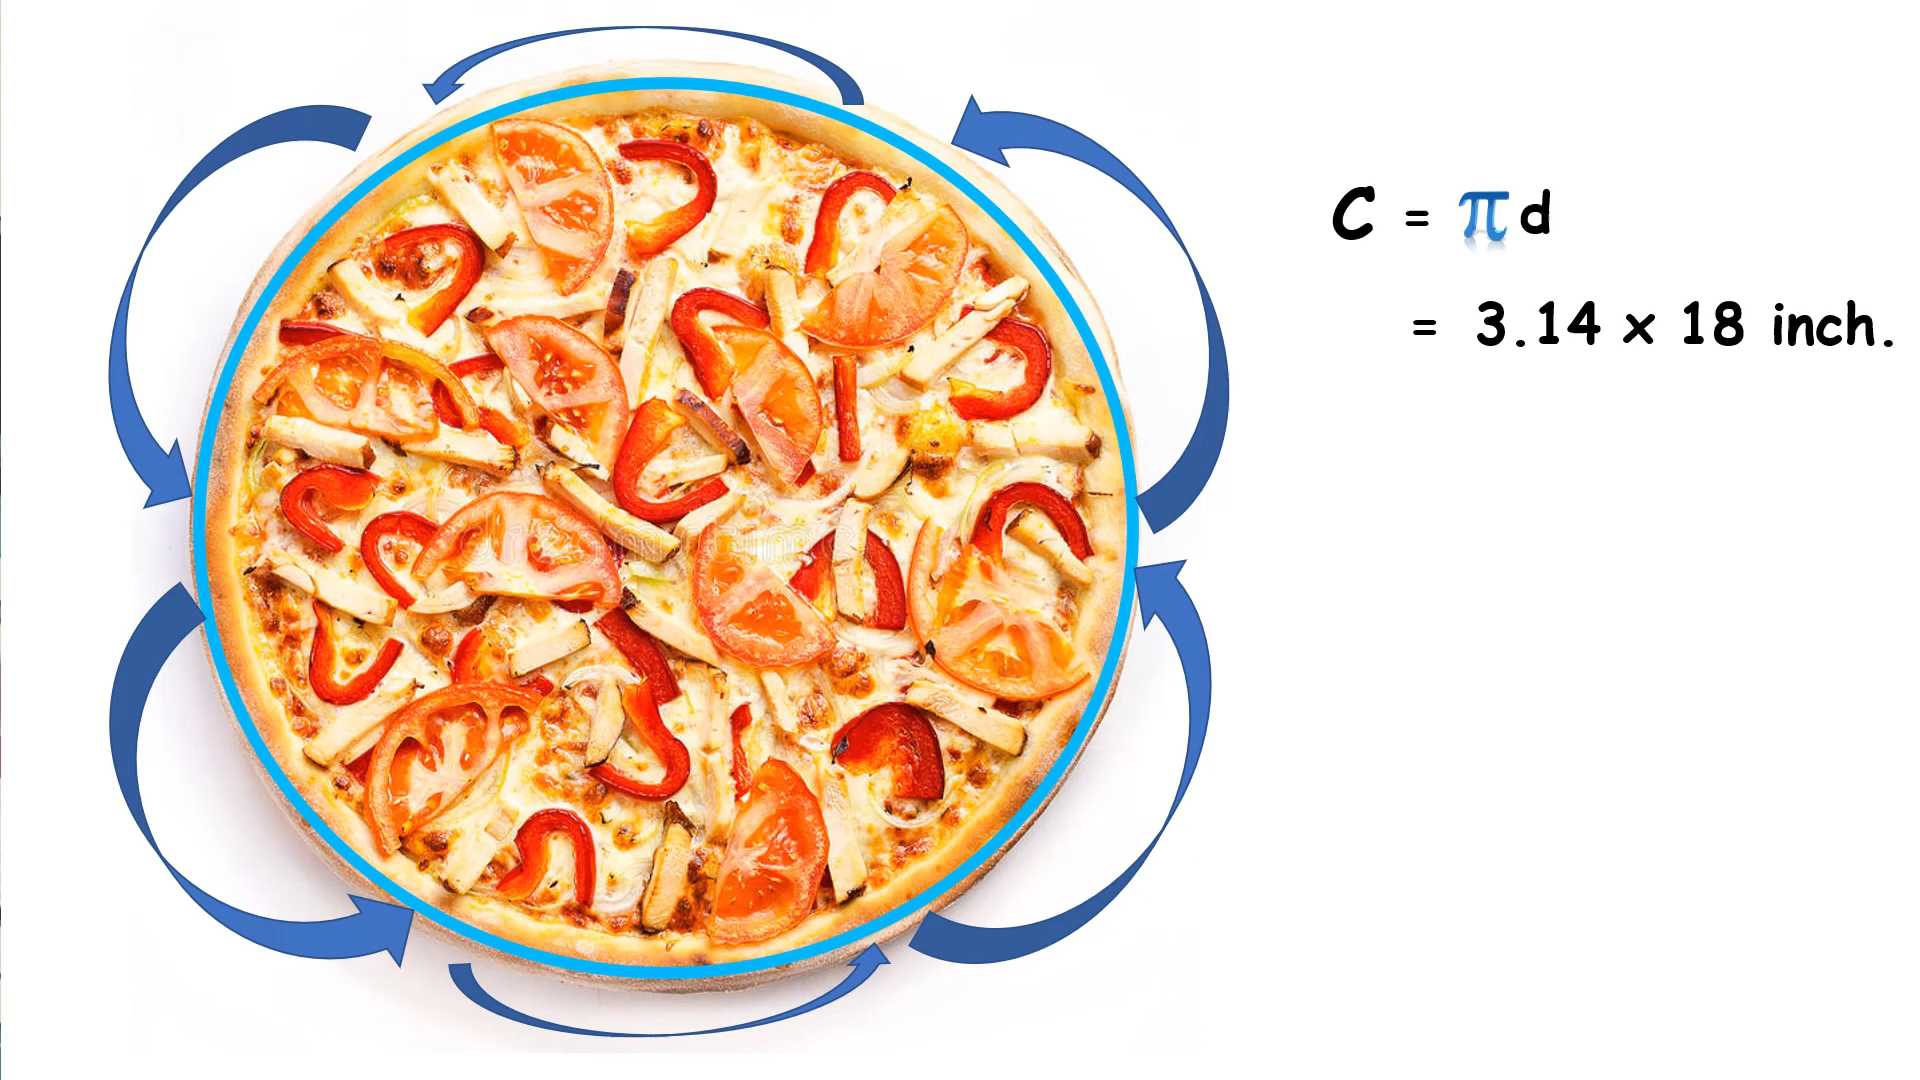 C = πd
= 3.14 x 18 inch.